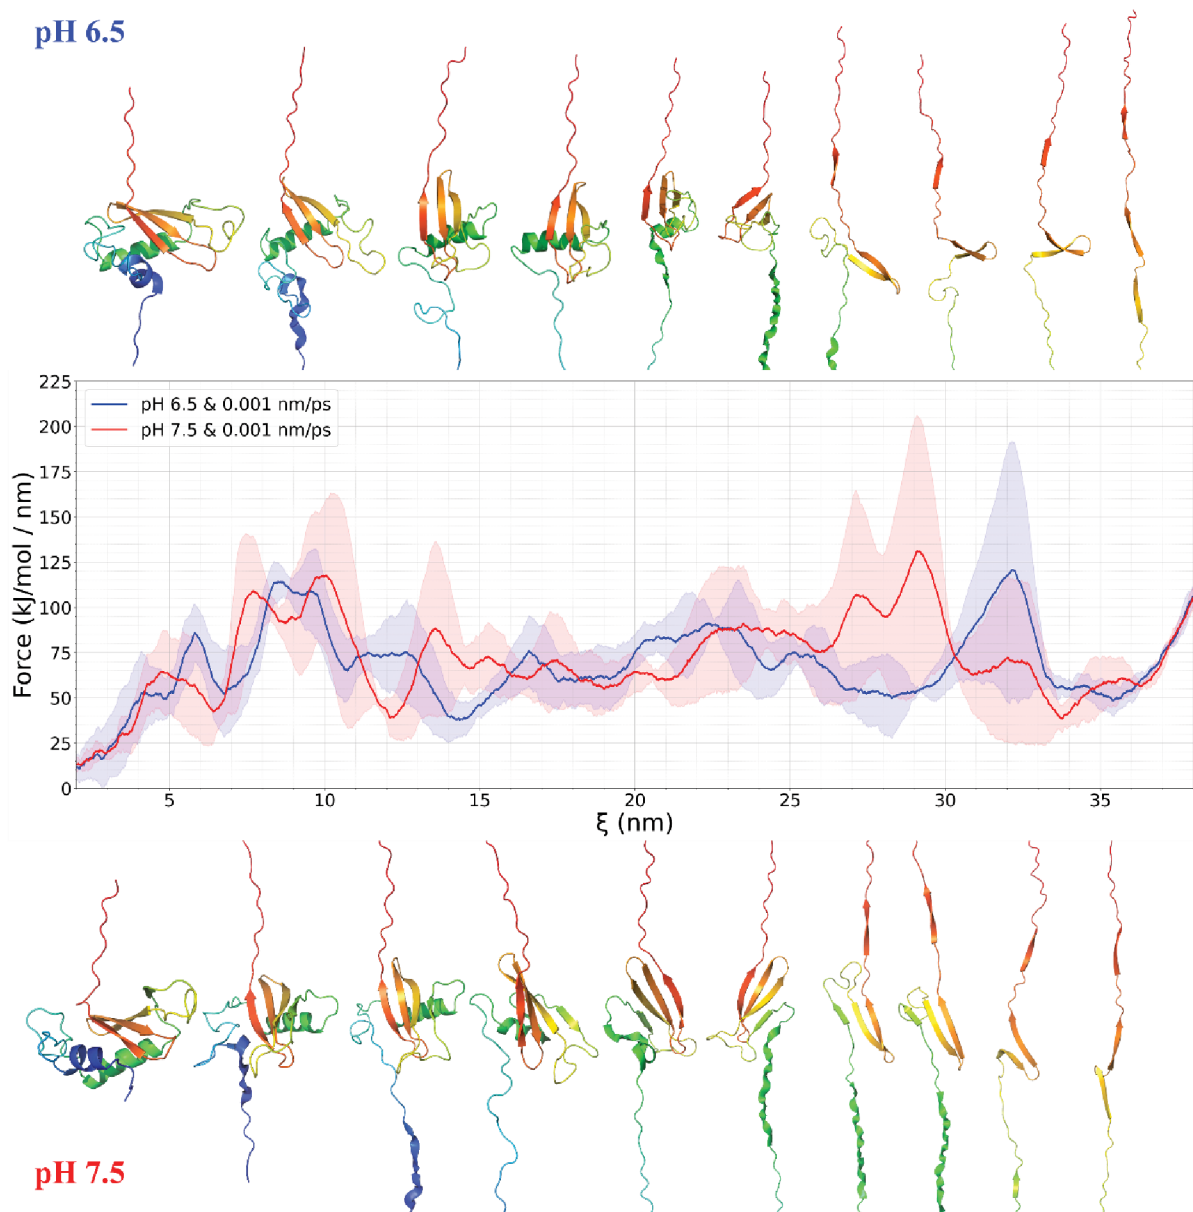 pH 6.5
225
200
175
150
125
100
75
50
25
0
Force (kJ/mol / nm)
pH 6.5 & 0.001 nm/ps
pH 7.5 & 0.001 nm/ps
5 10 15 20 25 30 35
ξ (nm)
pH 7.5